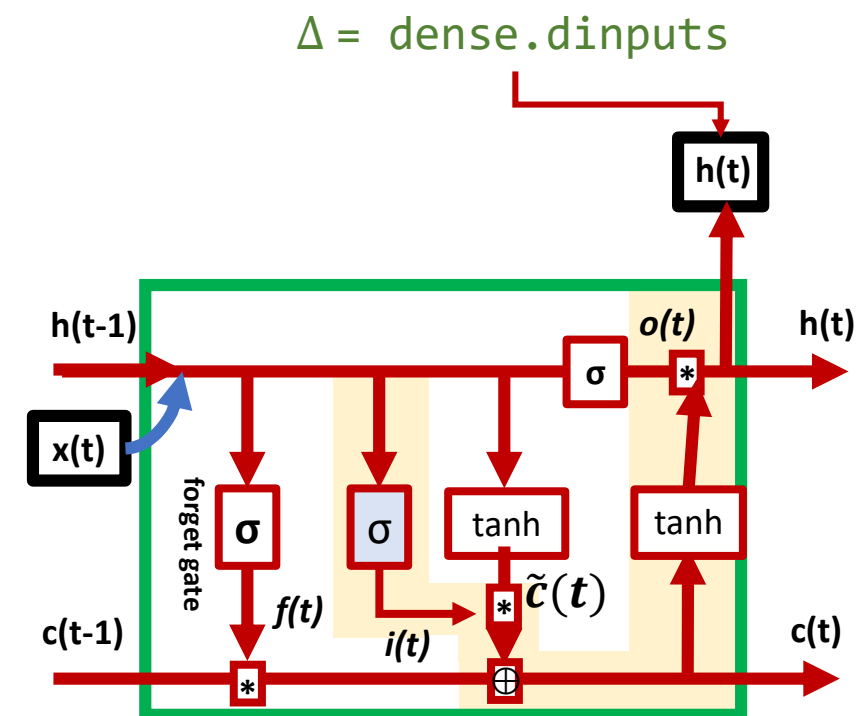 Δ = dense.dinputs
h(t)
h(t-1)
o(t)
h(t)
σ
*
x(t)
forget gate
σ
σ
tanh
tanh
f(t)
i(t)
*
c̃(t)
c(t-1)
c(t)
*
⊕